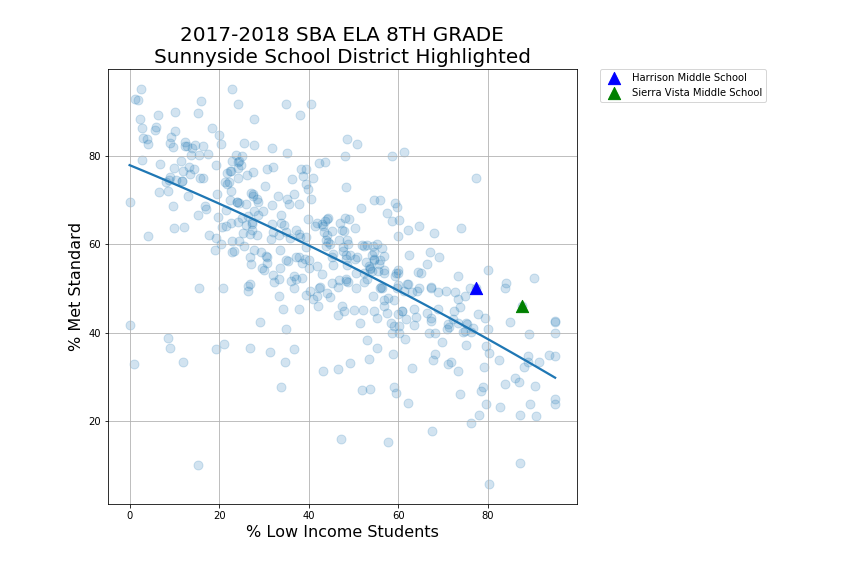 2017-2018 SBA ELA 8TH GRADE
Sunnyside School District Highlighted
Harrison Middle School
Sierra Vista Middle School
% Met Standard
80
60
40
20
0
20
40
60
80
% Low Income Students